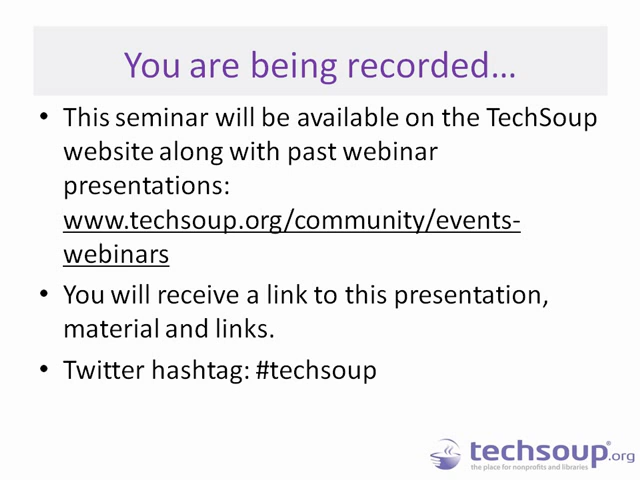 You are being recorded...
• This seminar will be available on the TechSoup
website along with past webinar
presentations:
www.techsoup.org/community/events-
webinars
• You will receive a link to this presentation,
material and links.
• Twitter hashtag: #techsoup
techsoup®.org
the place for nonprofits and libraries